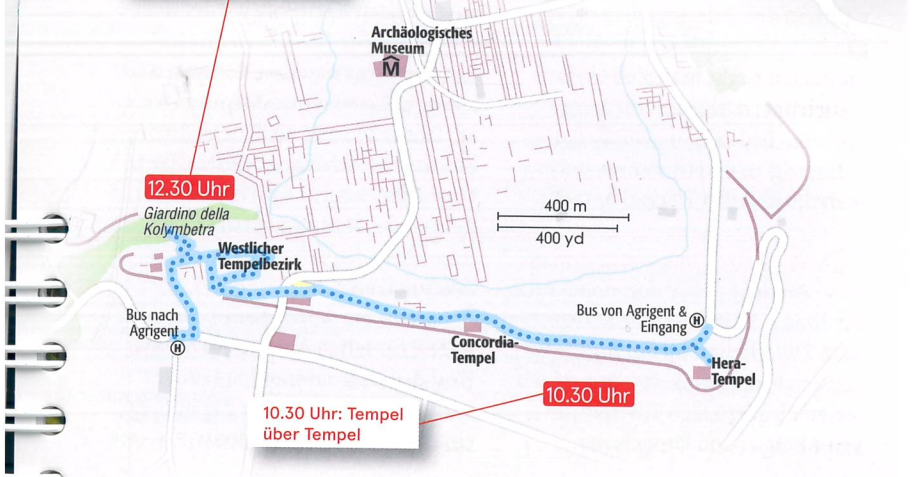 Archäologisches
Museum
M
12.30 Uhr
Giardino della
Kolymbetra
Westlicher
Tempelbezirk
400 m
400 yd
Bus nach
Agrigent
H
Bus von Agrigent &
Eingang
H
Concordia-
Tempel
Hera-
Tempel
10.30 Uhr
10.30 Uhr: Tempel
über Tempel